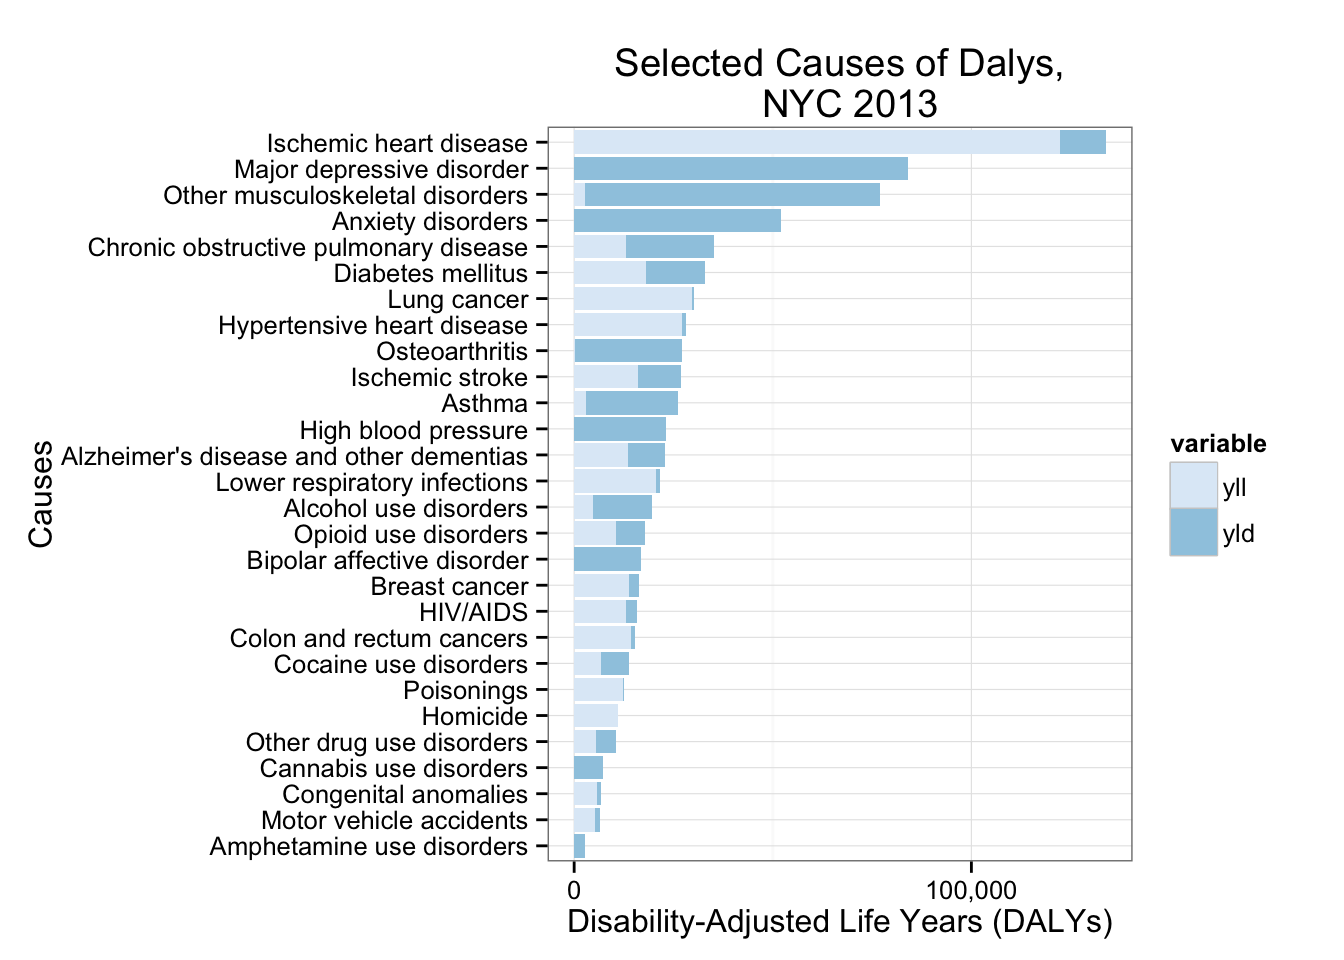 Selected Causes of Dalys,
NYC 2013
Ischemic heart disease
Major depressive disorder
Other musculoskeletal disorders
Anxiety disorders
Chronic obstructive pulmonary disease
Diabetes mellitus
Lung cancer
Hypertensive heart disease
Osteoarthritis
Ischemic stroke
Asthma
High blood pressure
Alzheimer's disease and other dementias
Lower respiratory infections
Alcohol use disorders
Opioid use disorders
Bipolar affective disorder
Breast cancer
HIV/AIDS
Colon and rectum cancers
Cocaine use disorders
Poisonings
Homicide
Other drug use disorders
Cannabis use disorders
Congenital anomalies
Motor vehicle accidents
Amphetamine use disorders
Causes
0
100,000
Disability-Adjusted Life Years (DALYs)
variable
yll
yld